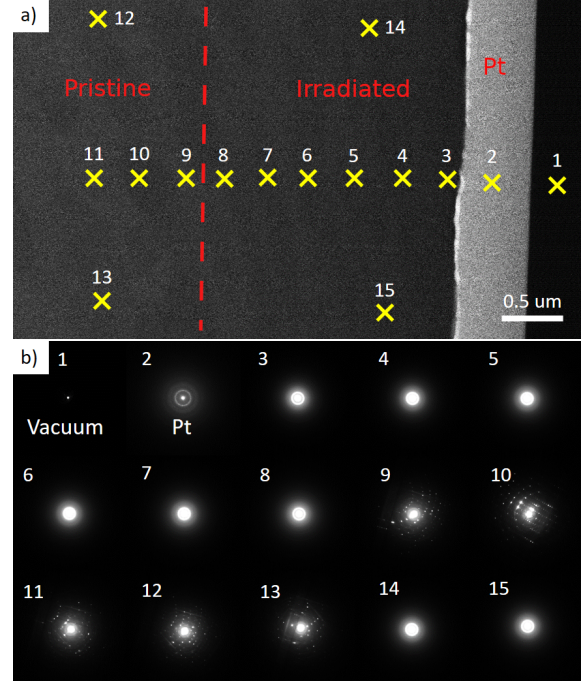 a)
12
14
Pristine
Irradiated
Pt
11 10 9 8 7 6 5 4 3 2 1
13
15
0.5 um
b)
1 2 3 4 5
Vacuum Pt
6 7 8 9 10
11 12 13 14 15